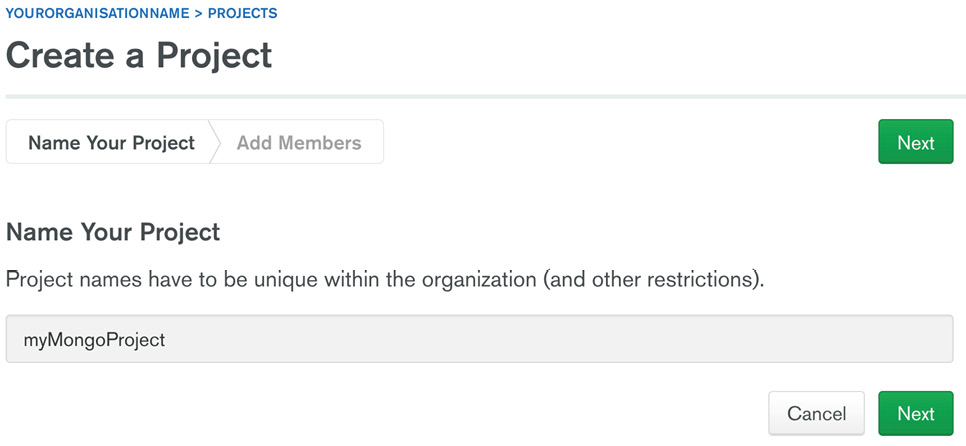 YOURORGANISATIONNAME > PROJECTS
Create a Project
Name Your Project Add Members Next
Name Your Project
Project names have to be unique within the organization (and other restrictions).
myMongoProject
Cancel Next